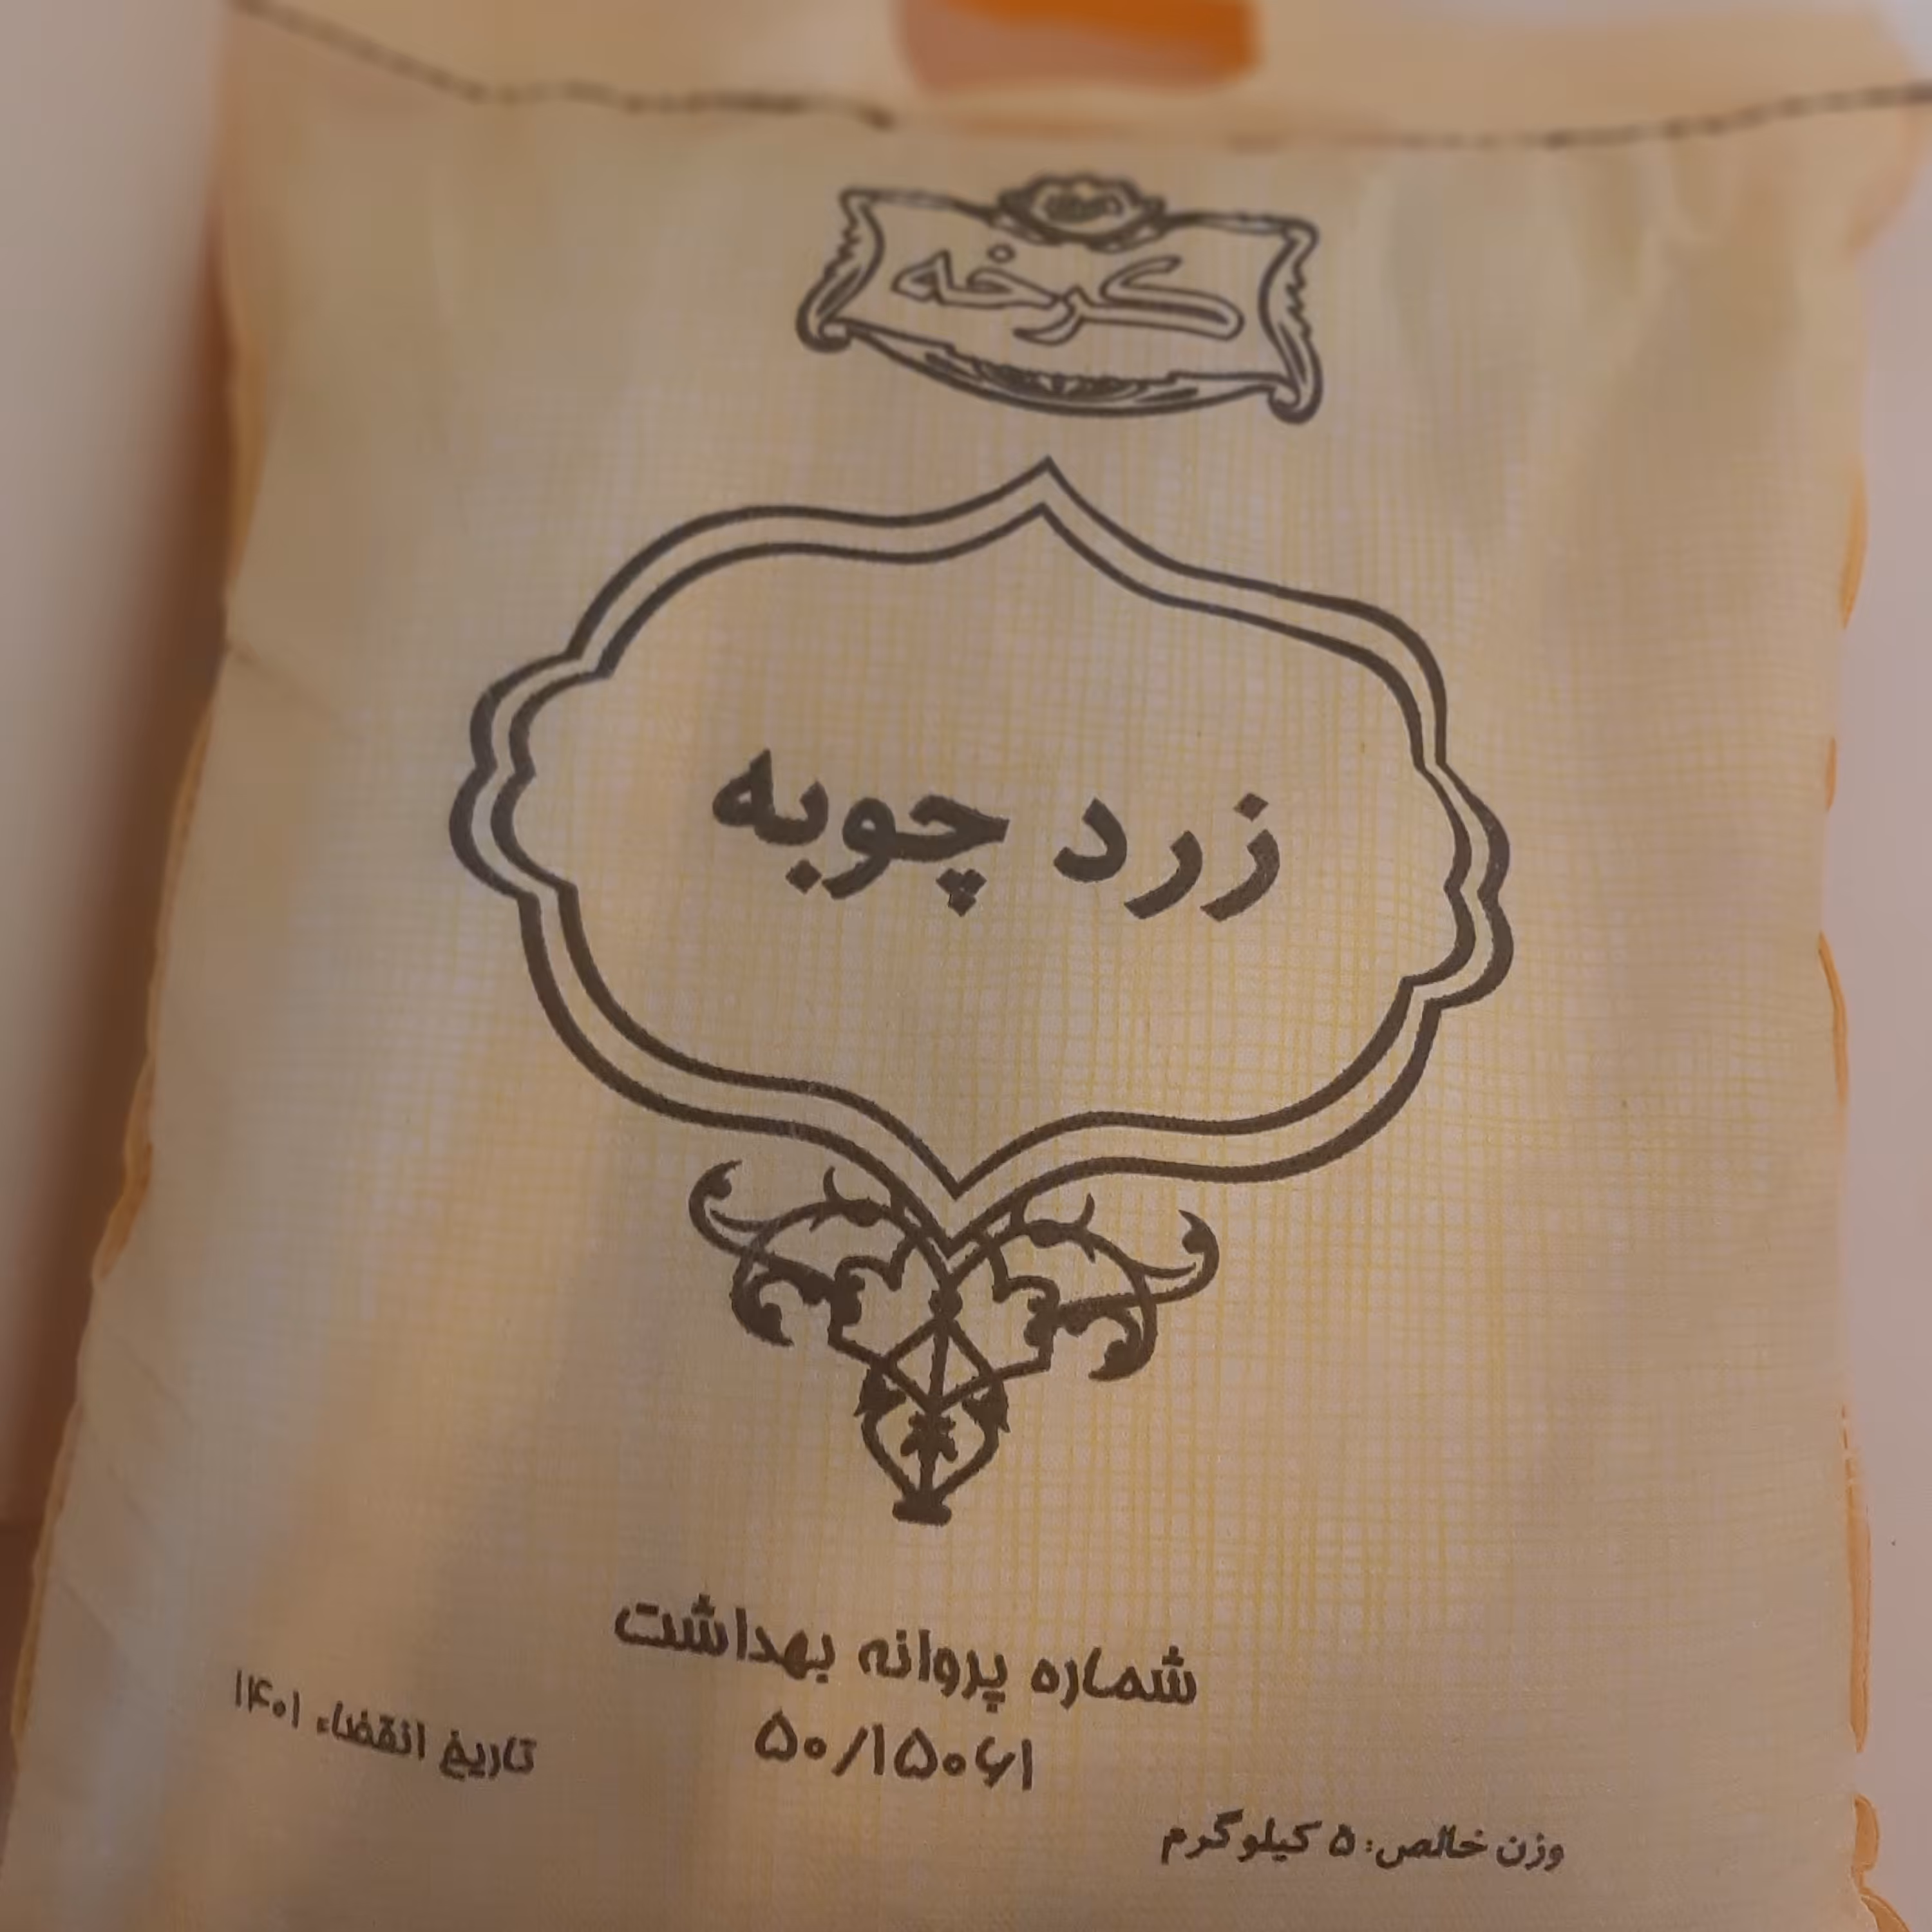 کرخه
زرد چوبه
شماره پروانه بهداشت
۵۰/۱۵۰۶۱
تاریخ انقضاء ۱۴۰۱
وزن خالص: ۵ کیلوگرم